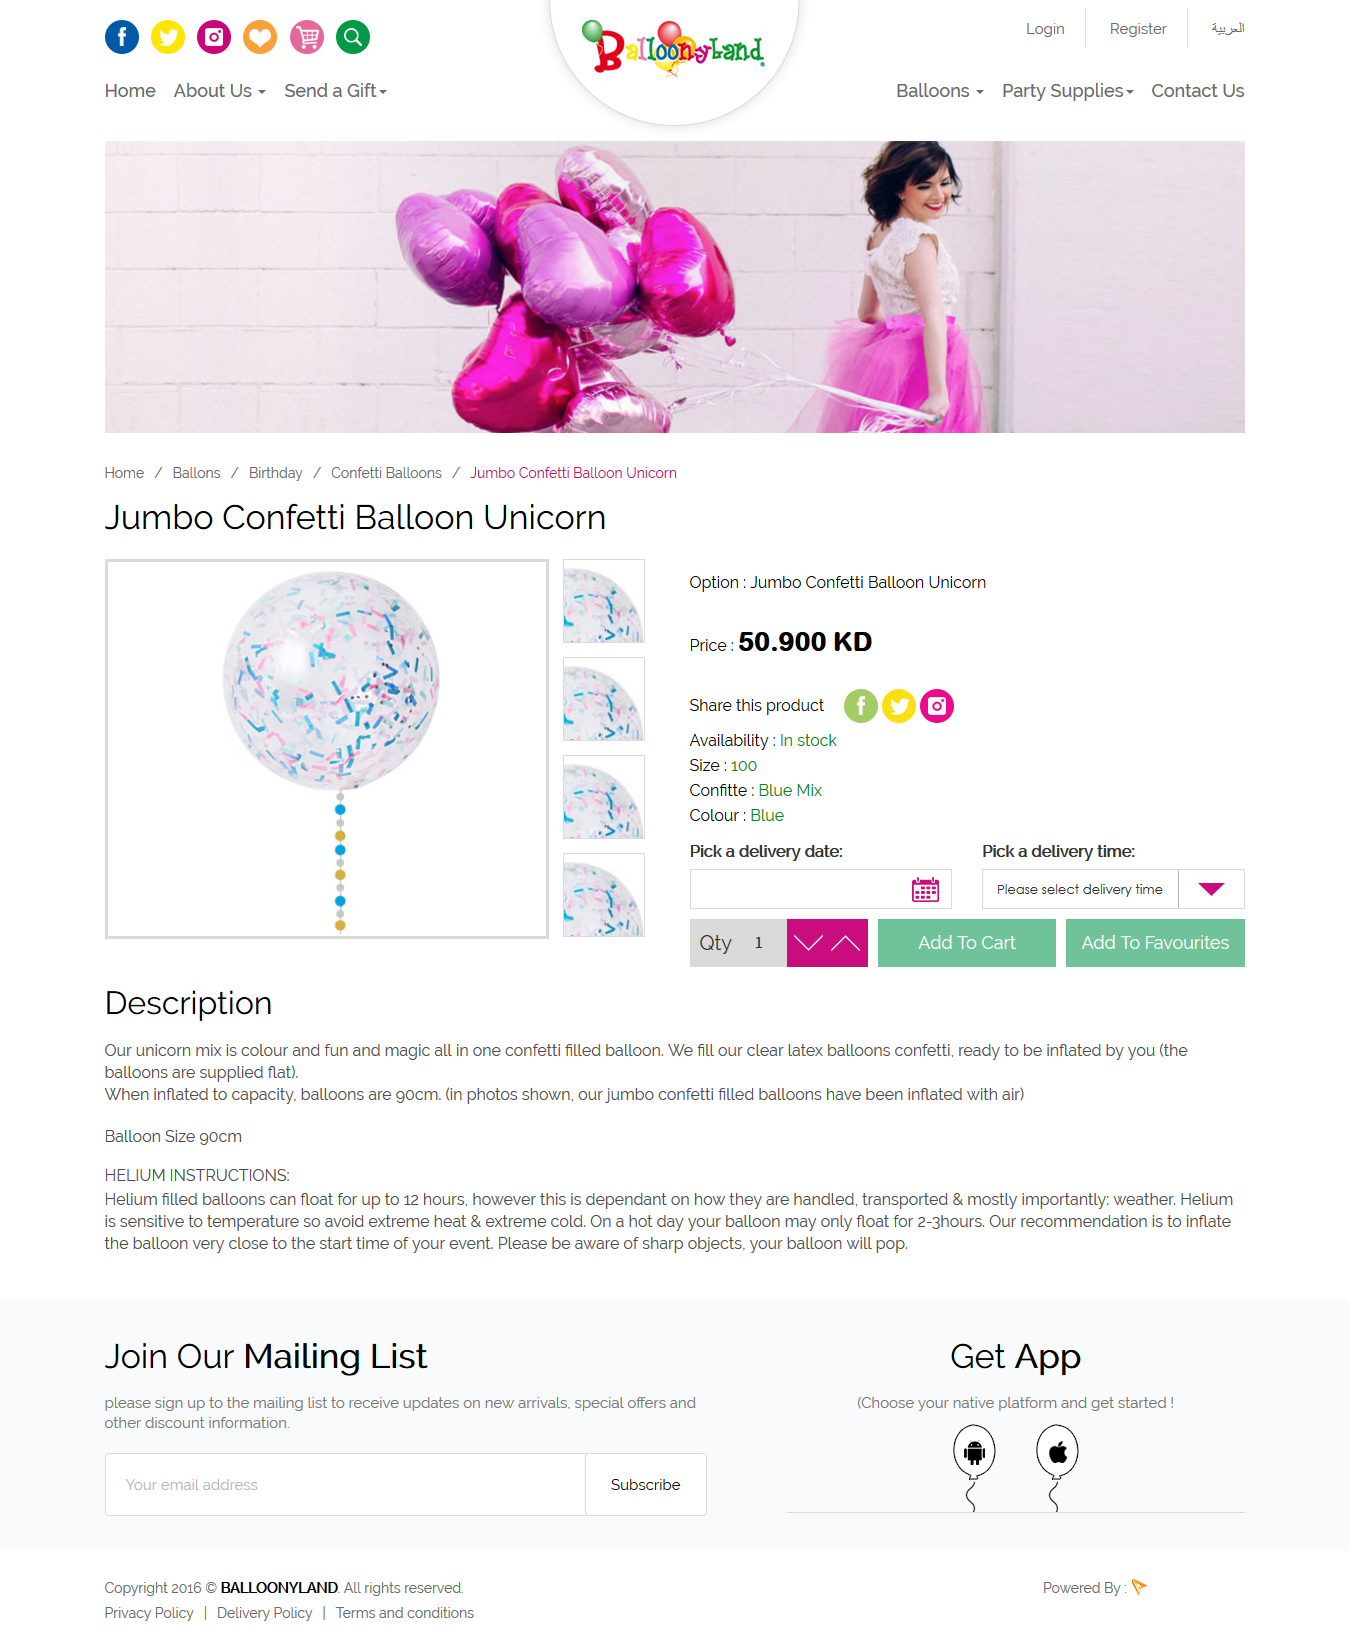 Login
Register
العربية
BalloonyLand
Home
About Us
Send a Gift
Balloons
Party Supplies
Contact Us
Home / Ballons / Birthday / Confetti Balloons / Jumbo Confetti Balloon Unicorn
Jumbo Confetti Balloon Unicorn
Option : Jumbo Confetti Balloon Unicorn
Price : 50.900 KD
Share this product
Availability : In stock
Size : 100
Confitte : Blue Mix
Colour : Blue
Pick a delivery date:
Pick a delivery time:
Please select delivery time
Qty 1
Add To Cart
Add To Favourites
Description
Our unicorn mix is colour and fun and magic all in one confetti filled balloon. We fill our clear latex balloons confetti, ready to be inflated by you (the
balloons are supplied flat).
When inflated to capacity, balloons are 90cm. (in photos shown, our jumbo confetti filled balloons have been inflated with air)
Balloon Size 90cm
HELIUM INSTRUCTIONS:
Helium filled balloons can float for up to 12 hours, however this is dependant on how they are handled, transported & mostly importantly: weather. Helium
is sensitive to temperature so avoid extreme heat & extreme cold. On a hot day your balloon may only float for 2-3hours. Our recommendation is to inflate
the balloon very close to the start time of your event. Please be aware of sharp objects, your balloon will pop.
Join Our Mailing List
please sign up to the mailing list to receive updates on new arrivals, special offers and
other discount information.
Your email address
Subscribe
Get App
(Choose your native platform and get started !
Copyright 2016 © BALLOONYLAND. All rights reserved.
Privacy Policy | Delivery Policy | Terms and conditions
Powered By :